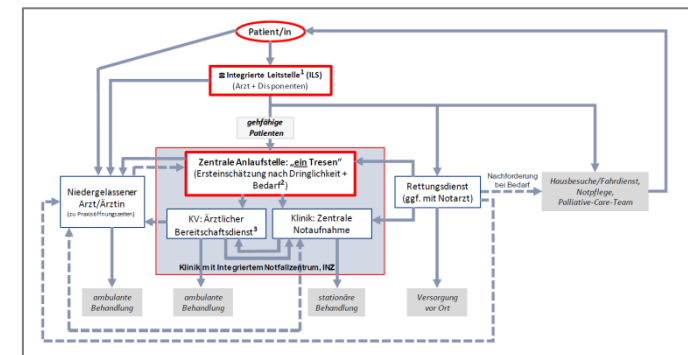 Patient/in
☎ Integrierte Leitstelle¹ (ILS)
(Arzt + Disponenten)
gehfähige
Patienten
Zentrale Anlaufstelle: „ein Tresen"
(Ersteinschätzung nach Dringlichkeit +
Bedarf²)
Niedergelassener
Arzt/Ärztin
(zu Praxisöffnungszeiten)
KV: Ärztlicher
Bereitschaftsdienst³
Klinik: Zentrale
Notaufnahme
Klinik mit Integriertem Notfallzentrum, INZ
Rettungsdienst
(ggf. mit Notarzt)
Nachforderung
bei Bedarf
Hausbesuche/Fahrdienst,
Notpflege,
Palliative-Care-Team
ambulante
Behandlung
ambulante
Behandlung
stationäre
Behandlung
Versorgung
vor Ort